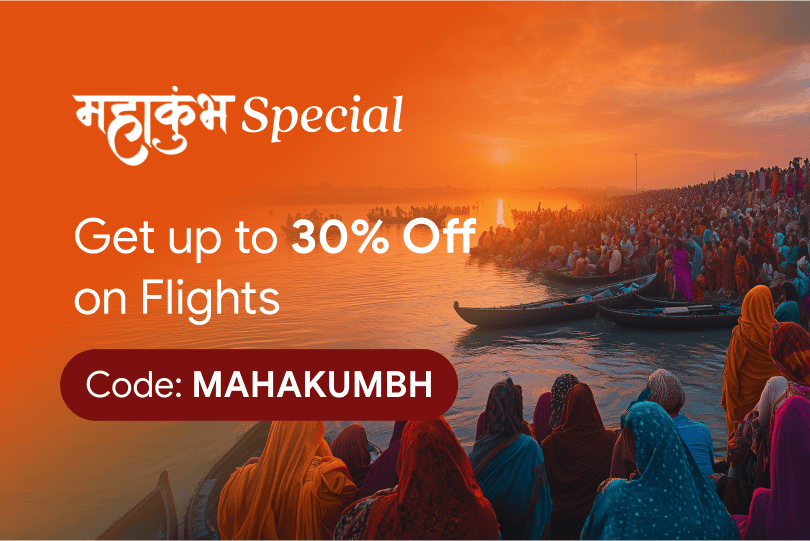 महाकुंभ Special
Get up to 30% Off
on Flights
Code: MAHAKUMBH